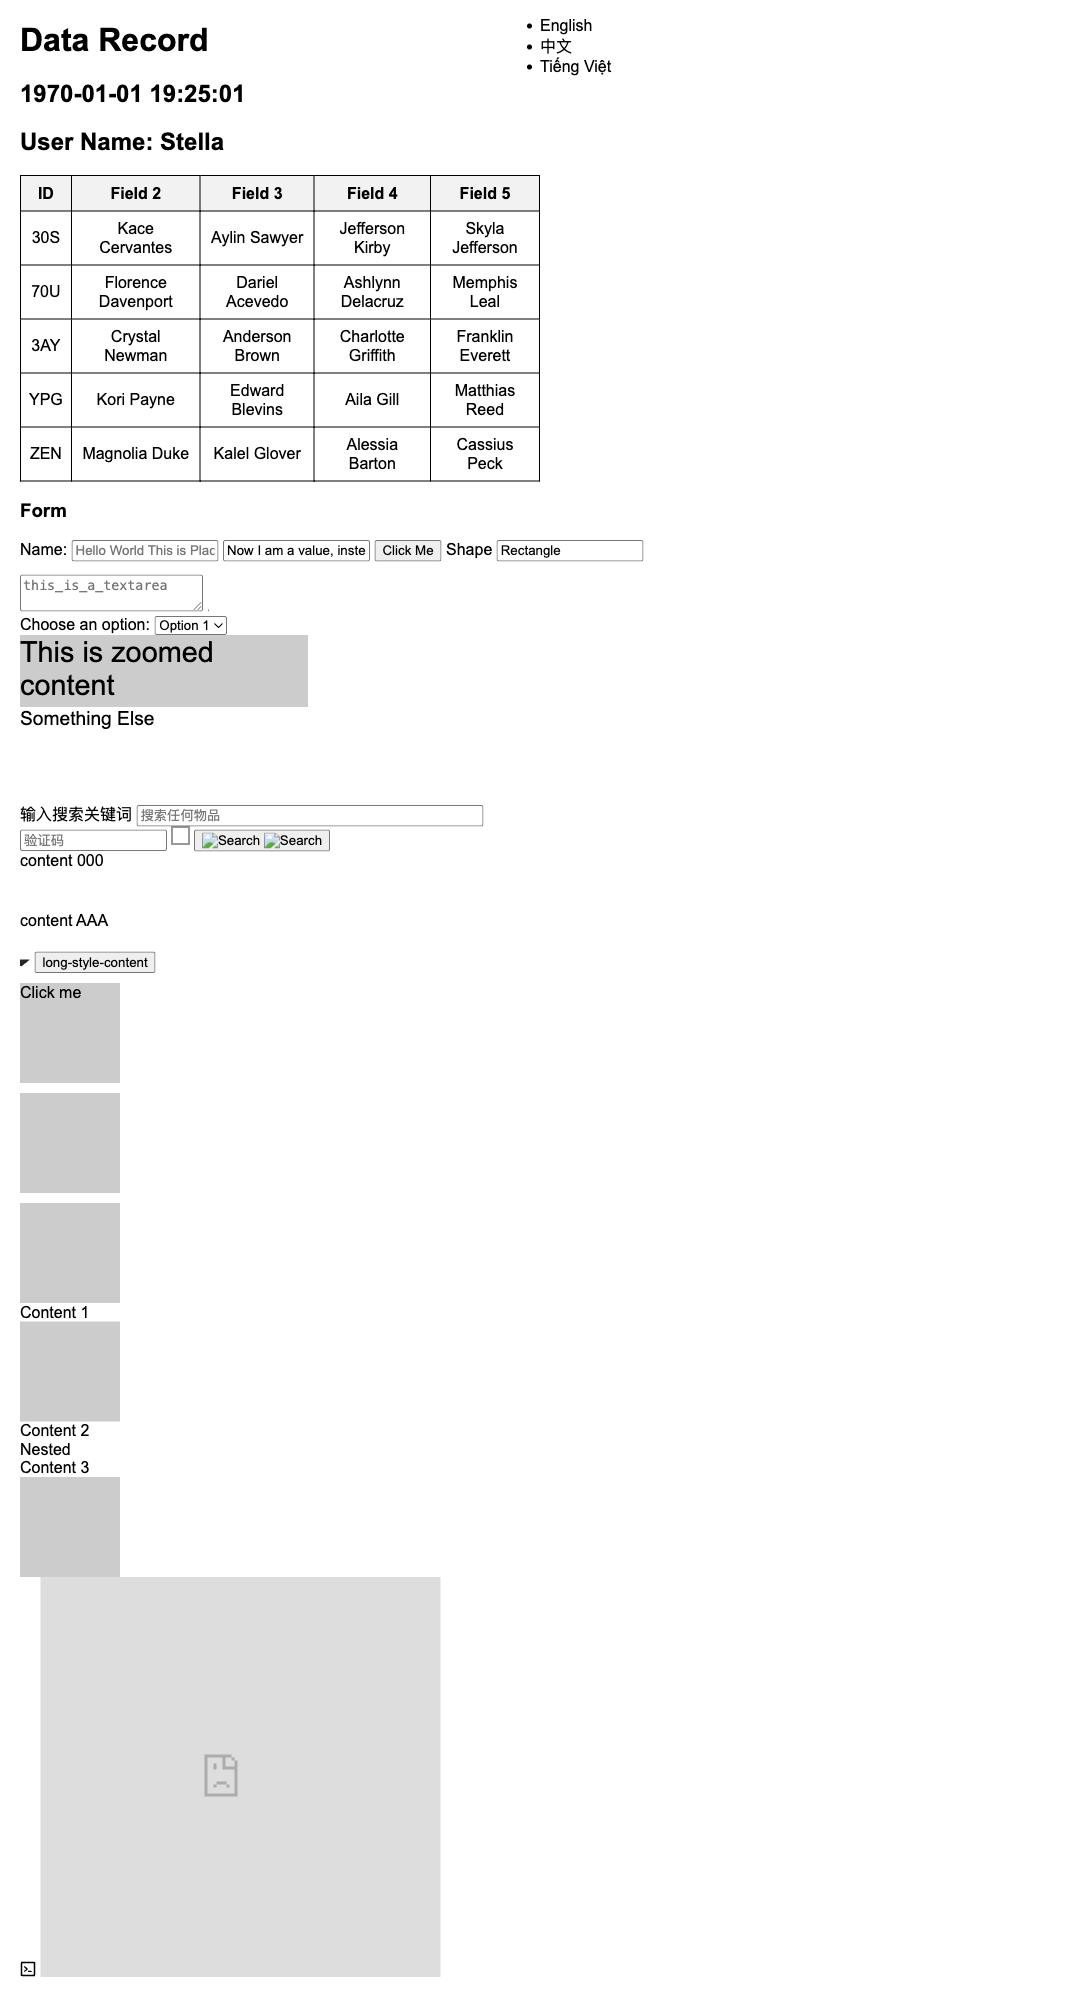 Data Record
English
中文
Tiếng Việt
1970-01-01 19:25:01
User Name: Stella
ID Field 2 Field 3 Field 4 Field 5
30S Kace Cervantes Aylin Sawyer Jefferson Kirby Skyla Jefferson
70U Florence Davenport Dariel Acevedo Ashlynn Delacruz Memphis Leal
3AY Crystal Newman Anderson Brown Charlotte Griffith Franklin Everett
YPG Kori Payne Edward Blevins Aila Gill Matthias Reed
ZEN Magnolia Duke Kalel Glover Alessia Barton Cassius Peck
Form
Name: Hello World This is Plac Now I am a value, inste Click Me Shape Rectangle
this_is_a_textarea .
Choose an option: Option 1
This is zoomed
content
Something Else
输入搜索关键词 搜索任何物品
验证码 Search Search
content 000
content AAA
long-style-content
Click me
Content 1
Content 2
Nested
Content 3